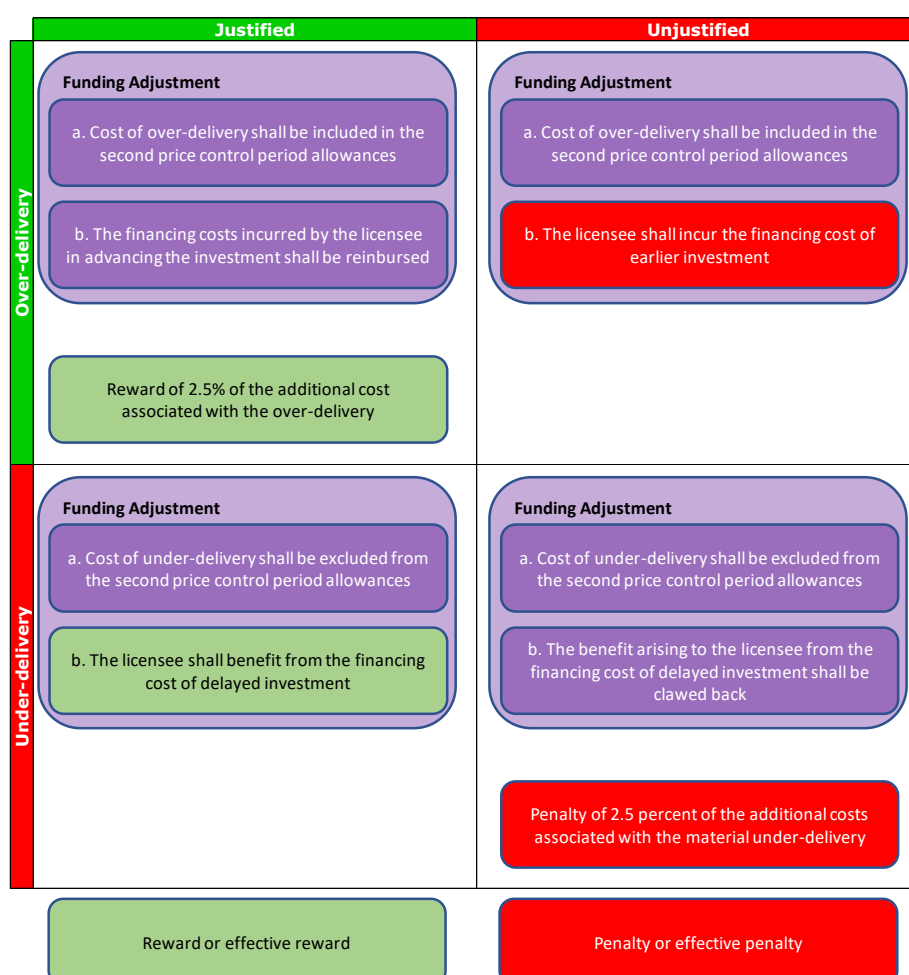 Justified
Unjustified
Over-delivery
Funding Adjustment
a. Cost of over-delivery shall be included in the
second price control period allowances
b. The financing costs incurred by the licensee
in advancing the investment shall be reimbursed
Reward of 2.5% of the additional cost
associated with the over-delivery
Funding Adjustment
a. Cost of over-delivery shall be included in the
second price control period allowances
b. The licensee shall incur the financing cost of
earlier investment
Under-delivery
Funding Adjustment
a. Cost of under-delivery shall be excluded from
the second price control period allowances
b. The licensee shall benefit from the financing
cost of delayed investment
Funding Adjustment
a. Cost of under-delivery shall be excluded from
the second price control period allowances
b. The benefit arising to the licensee from the
financing cost of delayed investment shall be
clawed back
Penalty of 2.5 percent of the additional costs
associated with the material under-delivery
Reward or effective reward
Penalty or effective penalty